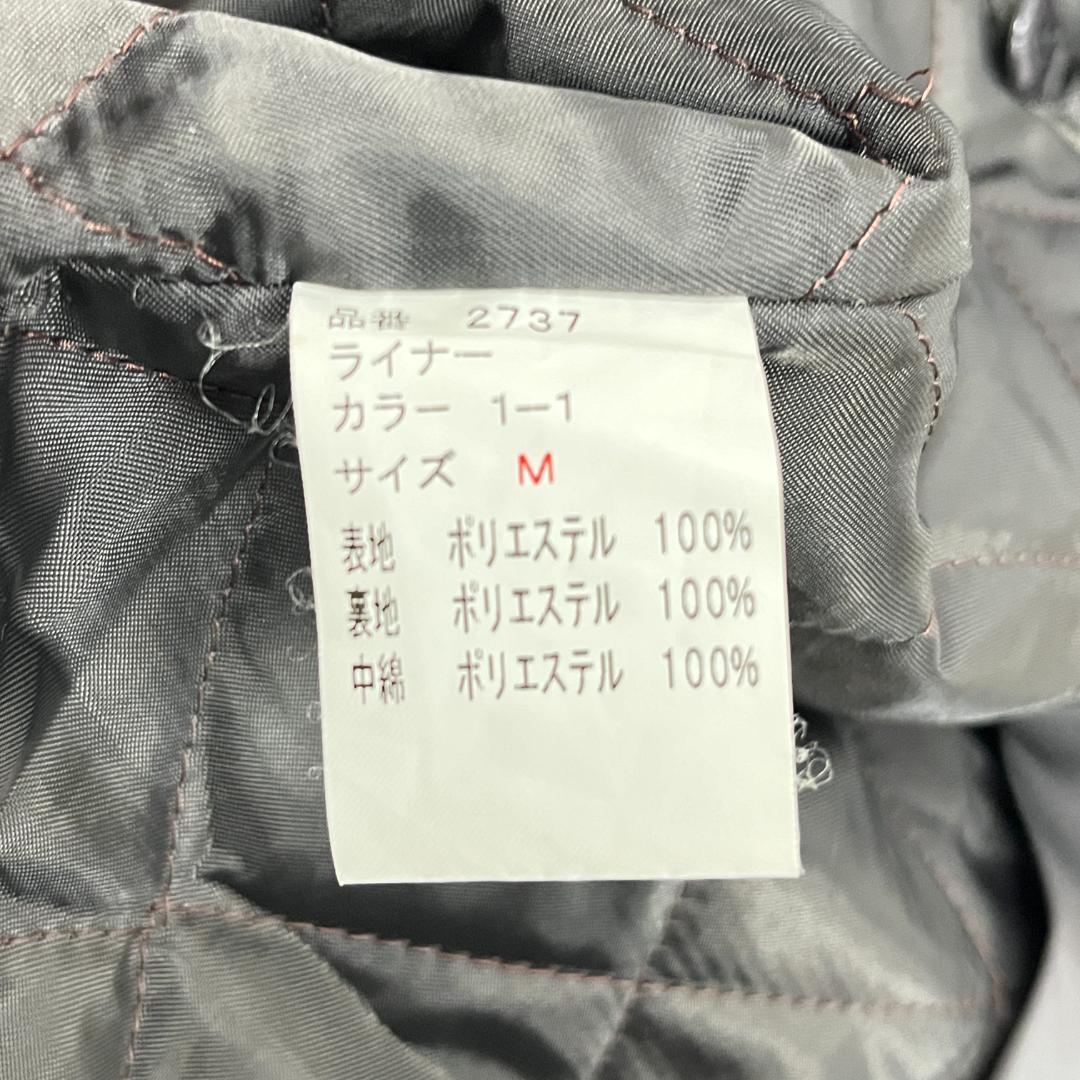 品番 2737
ライナー
カラー 1ー1
サイズ M
表地 ポリエステル 100%
裏地 ポリエステル 100%
中綿 ポリエステル 100%